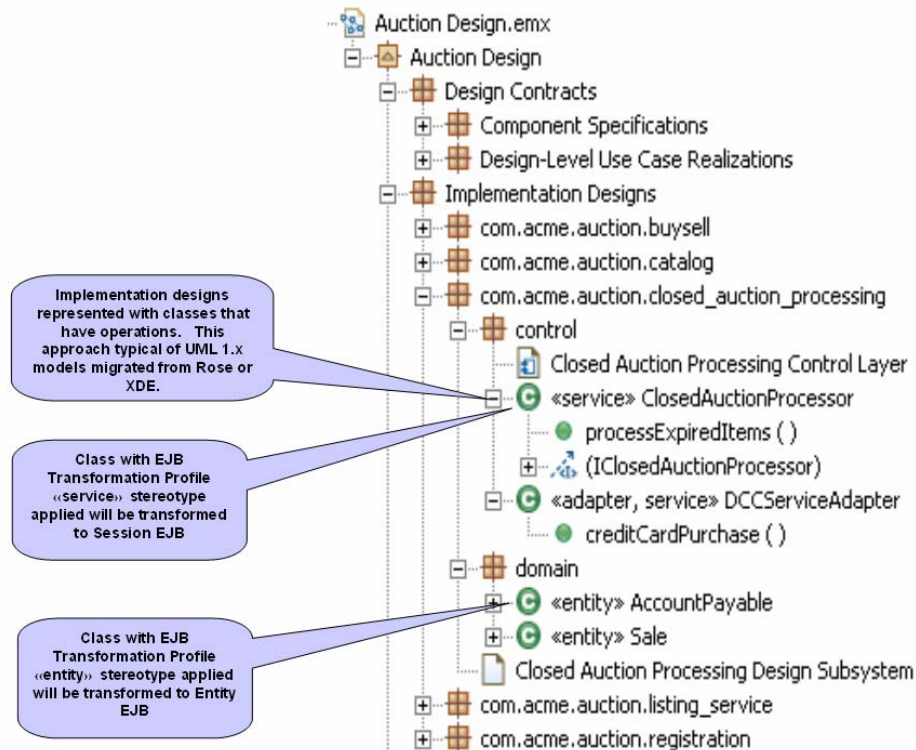 Auction Design.emx
Auction Design
Design Contracts
Component Specifications
Design-Level Use Case Realizations
Implementation Designs
com.acme.auction.buysell
com.acme.auction.catalog
com.acme.auction.closed_auction_processing
control
Closed Auction Processing Control Layer
«service» ClosedAuctionProcessor
processExpiredItems ( )
(IClosedAuctionProcessor)
«adapter, service» DCCServiceAdapter
creditCardPurchase ( )
domain
«entity» AccountPayable
«entity» Sale
Closed Auction Processing Design Subsystem
com.acme.auction.listing_service
com.acme.auction.registration
Implementation designs
represented with classes that
have operations. This
approach typical of UML 1.x
models migrated from Rose or
XDE.
Class with EJB
Transformation Profile
«service» stereotype
applied will be transformed
to Session EJB
Class with EJB
Transformation Profile
«entity» stereotype applied
will be transformed to Entity
EJB